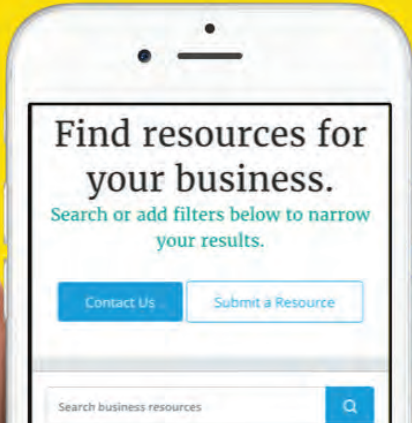 Find resources for
your business.
Search or add filters below to narrow
your results.
Contact Us
Submit a Resource
Search business resources